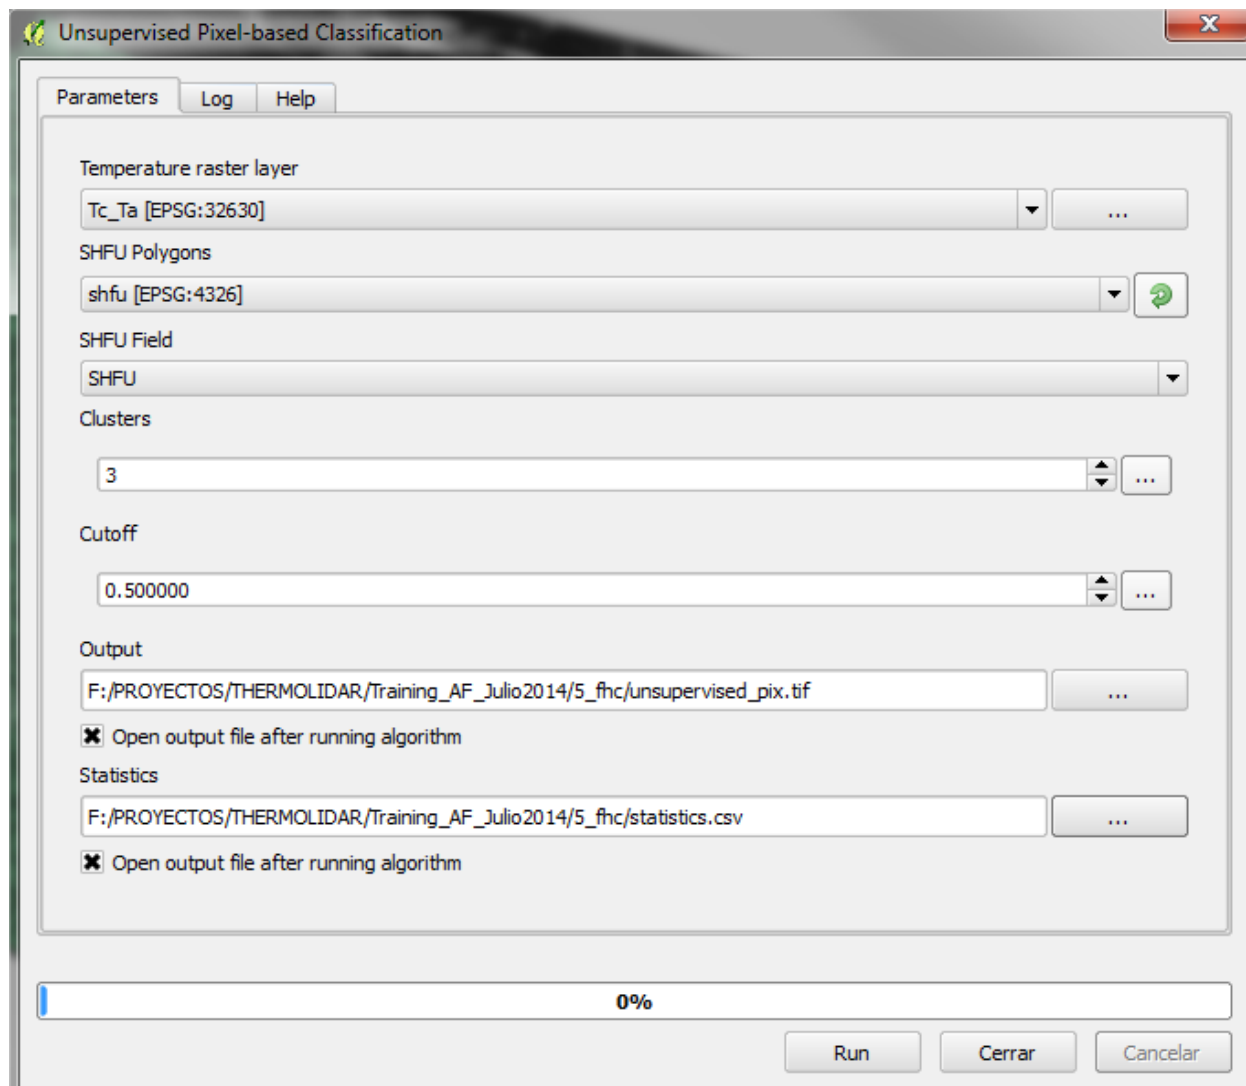 Unsupervised Pixel-based Classification
Parameters Log Help
Temperature raster layer
Tc_Ta [EPSG:32630] ...
SHFU Polygons
shfu [EPSG:4326]
SHFU Field
SHFU
Clusters
3 ...
Cutoff
0.500000 ...
Output
F:/PROYECTOS/THERMOLIDAR/Training_AF_Julio2014/5_fhc/unsupervised_pix.tif ...
Open output file after running algorithm
Statistics
F:/PROYECTOS/THERMOLIDAR/Training_AF_Julio2014/5_fhc/statistics.csv ...
Open output file after running algorithm
0%
Run Cerrar Cancelar